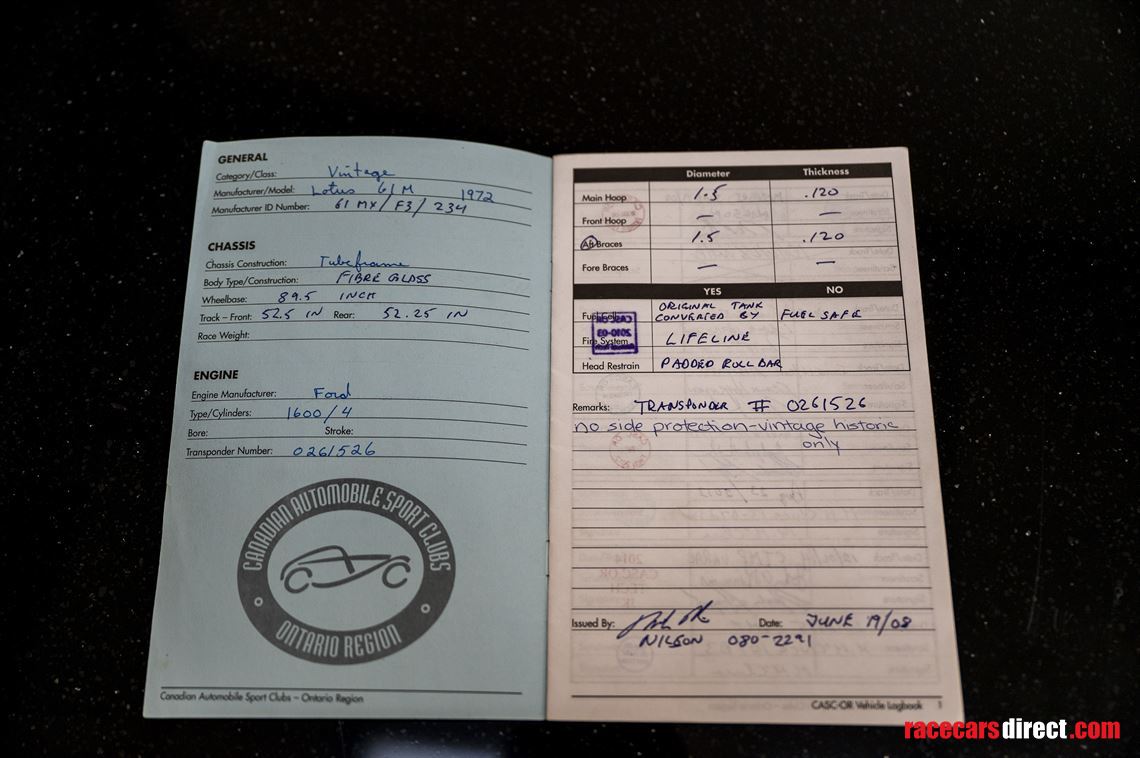 GENERAL
Category/Class: Vintage
Manufacturer/Model: Lotus 61 M 1972
Manufacturer ID Number: 61 MX/F3/234
CHASSIS
Chassis Construction: Tubeframe
Body Type/Construction: FIBRE GLASS
Wheelbase: 89.5 INCH
Track – Front: 52.5 IN Rear: 52.25 IN
Race Weight:
ENGINE
Engine Manufacturer: Ford
Type/Cylinders: 1600/4
Bore: Stroke:
Transponder Number: 0261526
CANADIAN AUTOMOBILE SPORT CLUBS
ONTARIO REGION
Canadian Automobile Sport Clubs – Ontario Region
Diameter Thickness
Main Hoop 1.5 .120
Front Hoop — —
Aft Braces 1.5 .120
Fore Braces — —
YES NO
Fuel Cell ORIGINAL TANK
CONVERTED BY FUEL SAFE
Fire System LIFELINE
Head Restrain PADDED ROLL BAR
CASC-OR
2010-03
Remarks: TRANSPONDER # 0261526
no side protection-vintage historic
only
Issued By: Date: JUNE 19/08
NILSON 080-2291
CASC-OR Vehicle Logbook 1
racecarsdirect.com